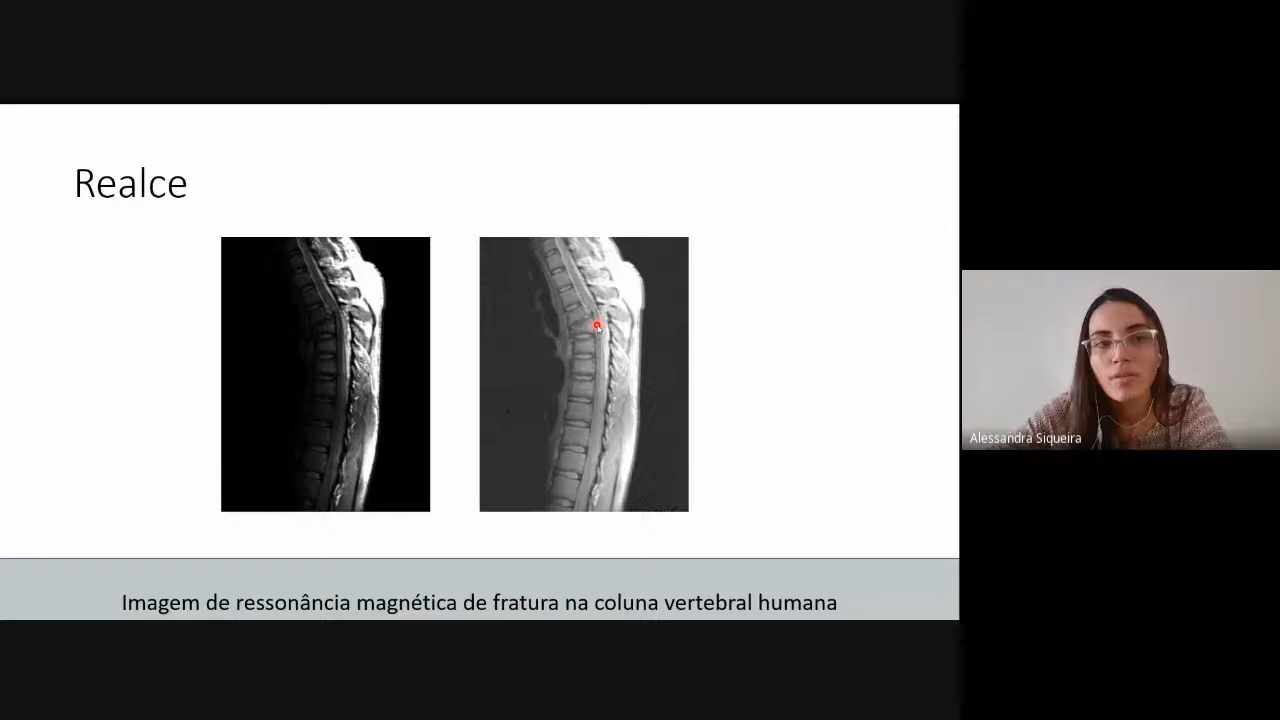 Realce
Alessandra Siqueira
Imagem de ressonância magnética de fratura na coluna vertebral humana